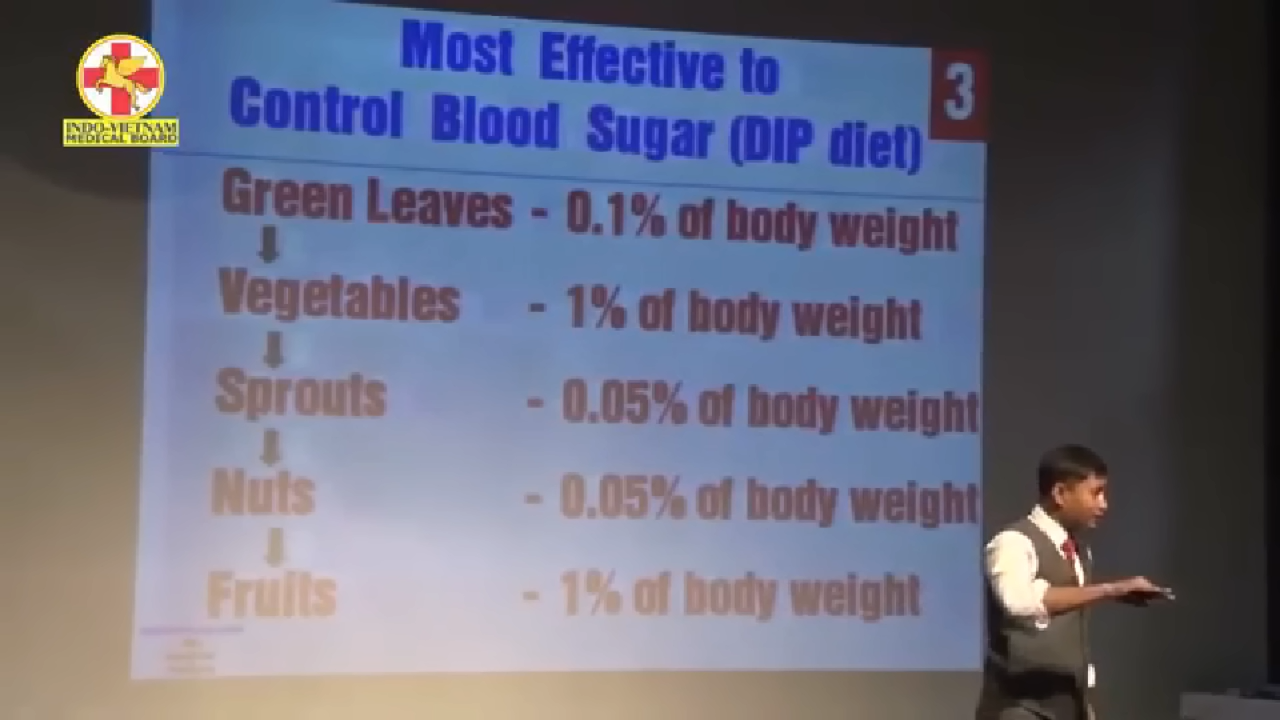 INDO-VIETNAM
MEDICAL BOARD
3
Most Effective to
Control Blood Sugar (DIP diet)
Green Leaves - 0.1% of body weight
Vegetables - 1% of body weight
Sprouts - 0.05% of body weight
Nuts - 0.05% of body weight
Fruits - 1% of body weight